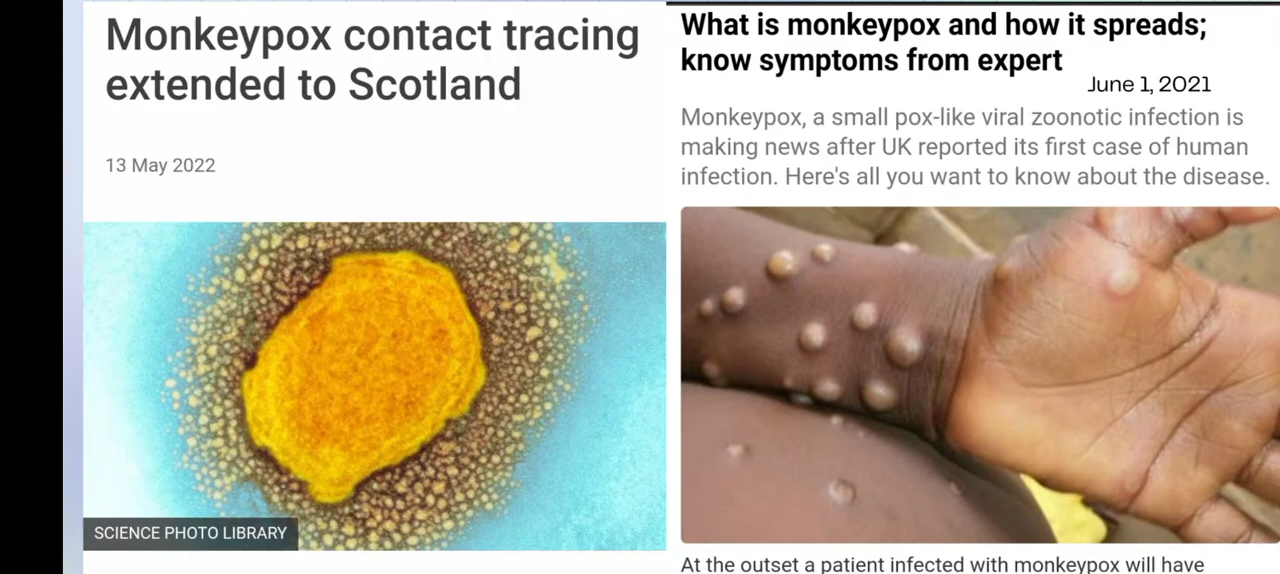 Monkeypox contact tracing
extended to Scotland
13 May 2022
SCIENCE PHOTO LIBRARY
What is monkeypox and how it spreads;
know symptoms from expert
June 1, 2021
Monkeypox, a small pox-like viral zoonotic infection is
making news after UK reported its first case of human
infection. Here's all you want to know about the disease.
At the outset a patient infected with monkeypox will have